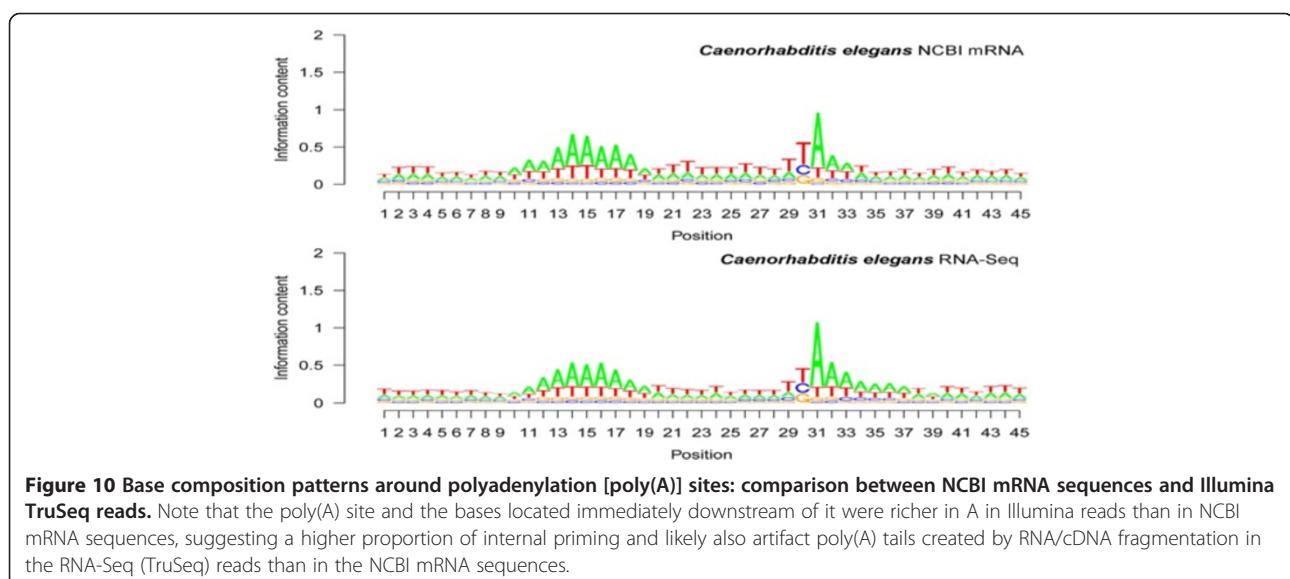 2
Caenorhabditis elegans NCBI mRNA
1.5
1
0.5
0
Information content
1 2 3 4 5 6 7 8 9 11 13 15 17 19 21 23 25 27 29 31 33 35 37 39 41 43 45
Position
2
Caenorhabditis elegans RNA-Seq
1.5
1
0.5
0
Information content
1 2 3 4 5 6 7 8 9 11 13 15 17 19 21 23 25 27 29 31 33 35 37 39 41 43 45
Position
Figure 10 Base composition patterns around polyadenylation [poly(A)] sites: comparison between NCBI mRNA sequences and Illumina
TruSeq reads. Note that the poly(A) site and the bases located immediately downstream of it were richer in A in Illumina reads than in NCBI
mRNA sequences, suggesting a higher proportion of internal priming and likely also artifact poly(A) tails created by RNA/cDNA fragmentation in
the RNA-Seq (TruSeq) reads than in the NCBI mRNA sequences.